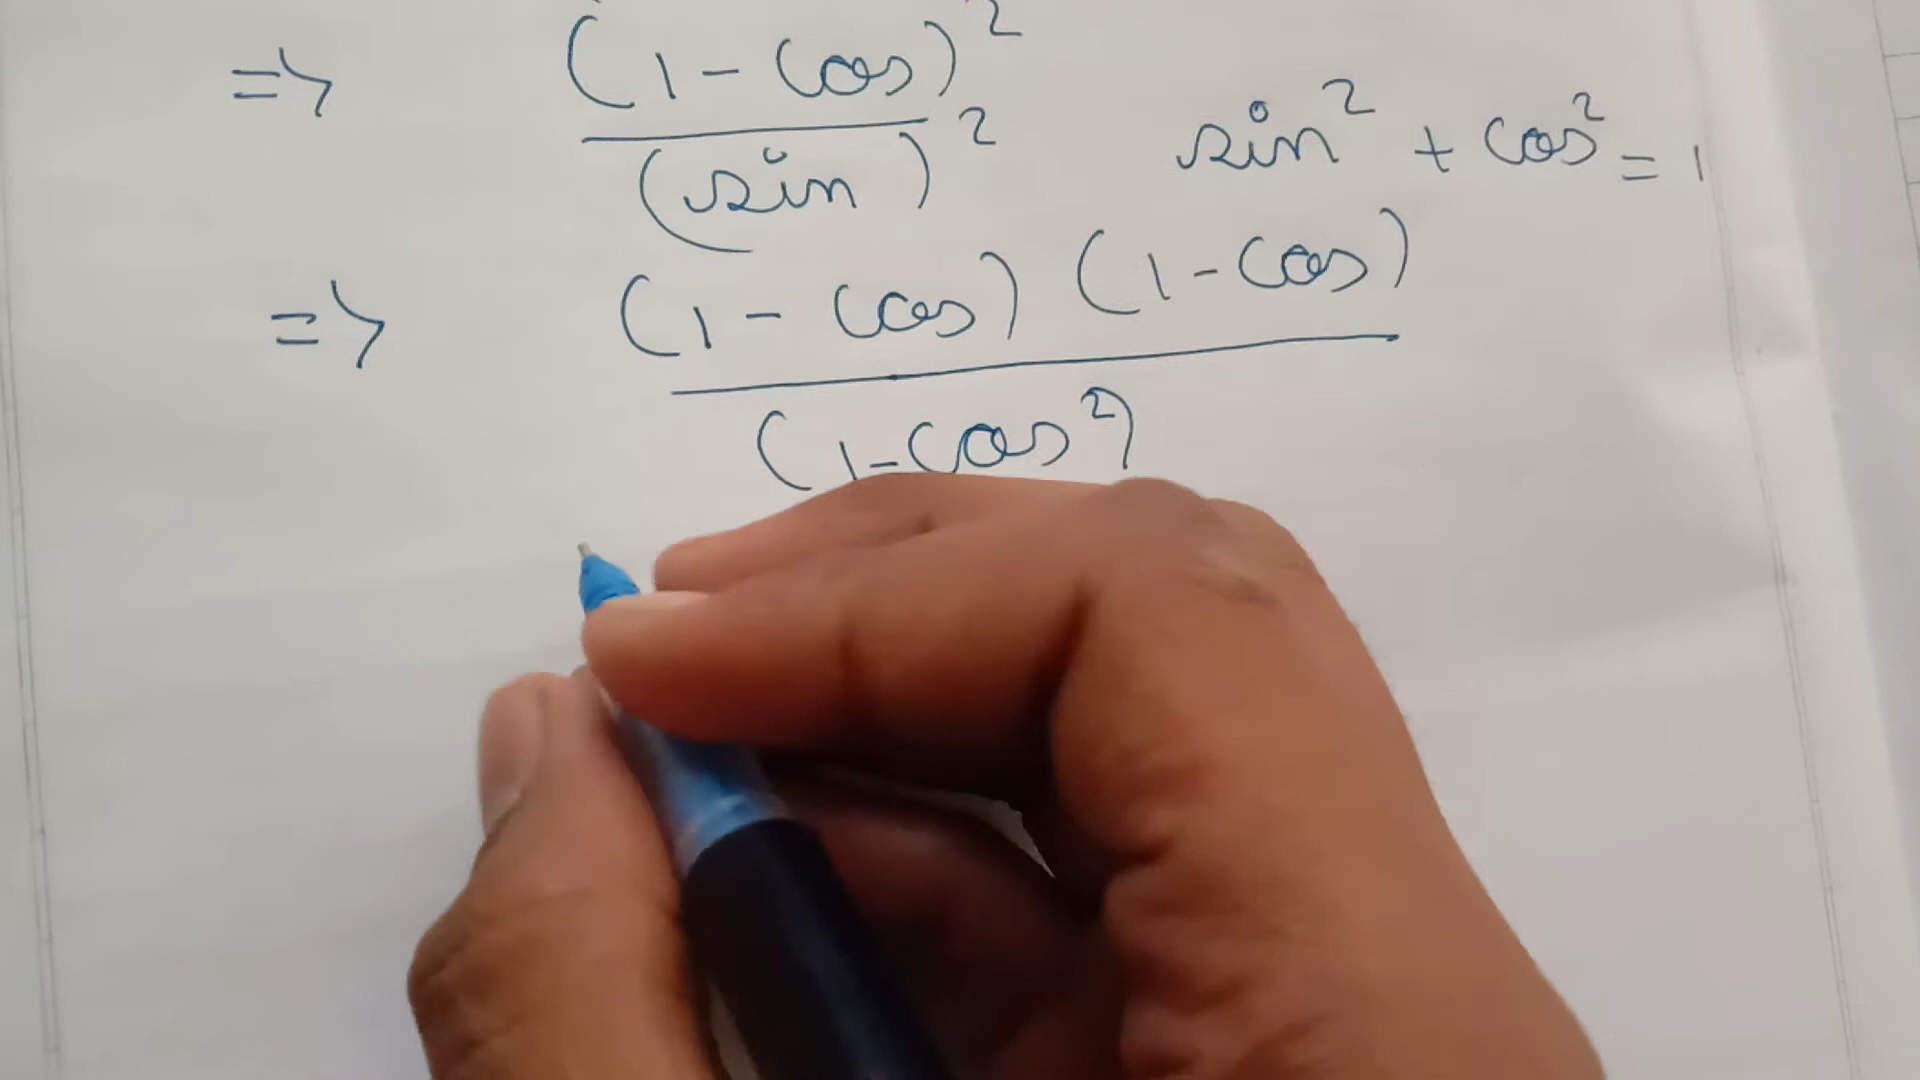 => (1 - cos)²
(sin)²
sin² + cos² = 1
=> (1 - cos) (1 - cos)
(1 - cos²)